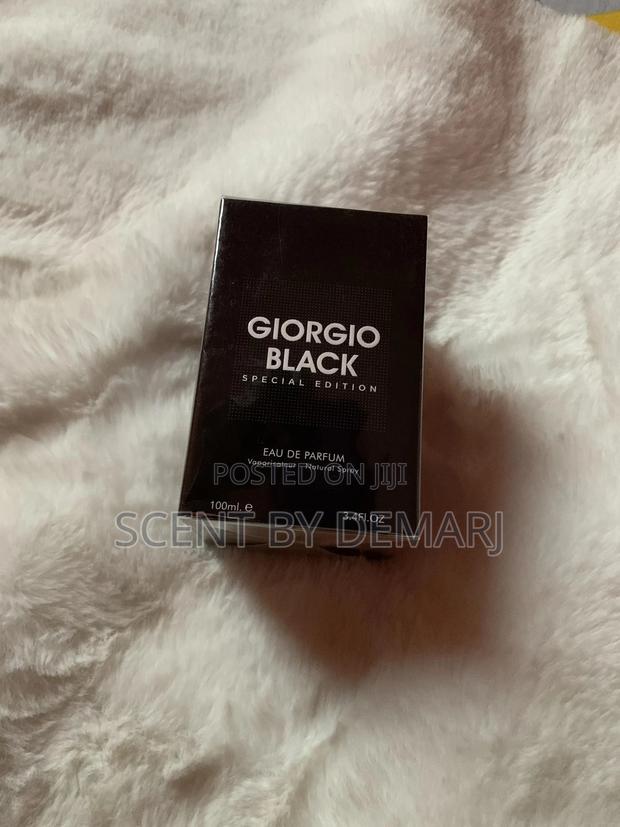 GIORGIO
BLACK
SPECIAL EDITION
EAU DE PARFUM
Vaporisateur - Natural Spray
POSTED ON JIJI
100ml. e
3.4FL.OZ
SCENT BY DEMARJ